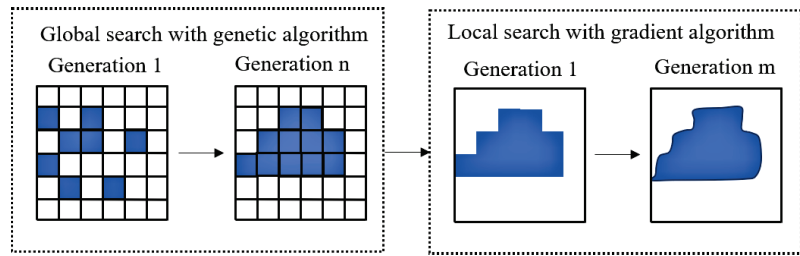 Global search with genetic algorithm
Generation 1
Generation n
Local search with gradient algorithm
Generation 1
Generation m